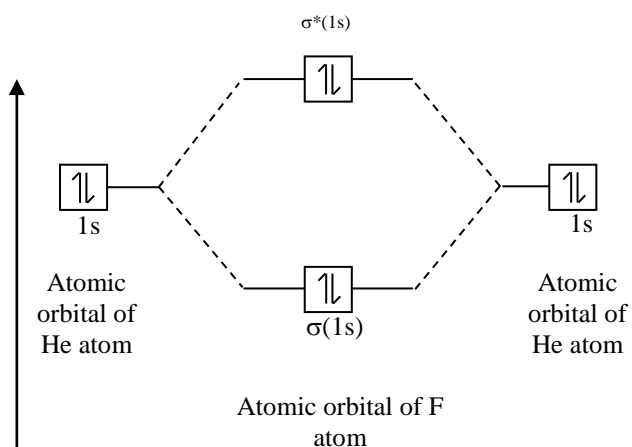 σ*(1s)
1s
1s
Atomic
orbital of
He atom
σ(1s)
Atomic
orbital of
He atom
Atomic orbital of F
atom